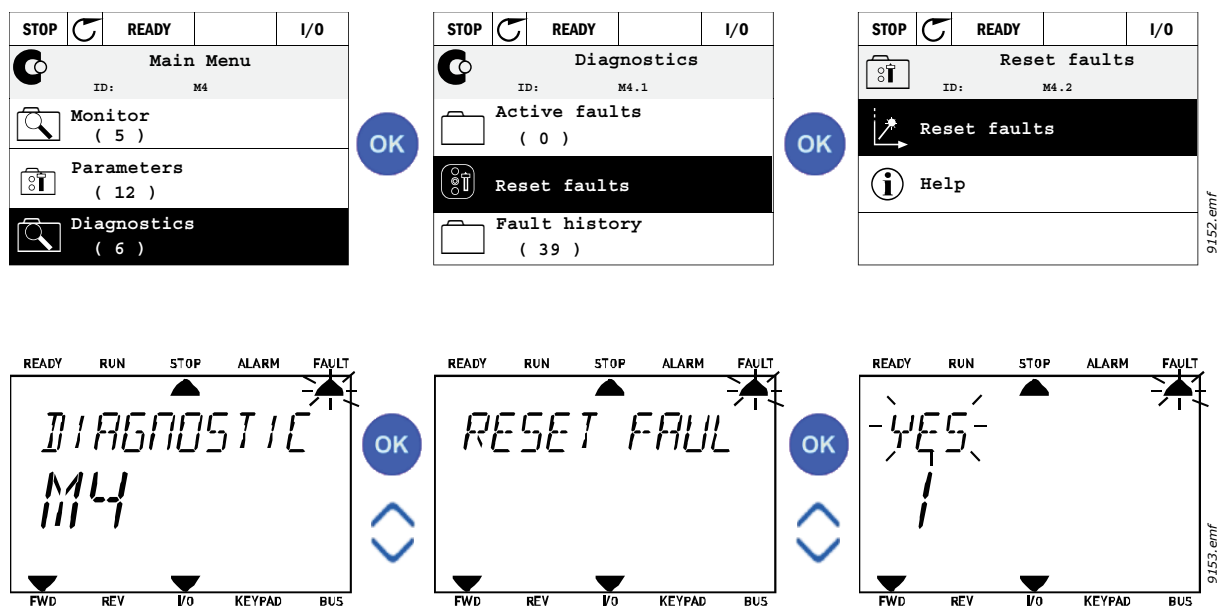 STOP READY I/O
Main Menu
ID: M4
Monitor
( 5 )
Parameters
( 12 )
Diagnostics
( 6 )
OK
STOP READY I/O
Diagnostics
ID: M4.1
Active faults
( 0 )
Reset faults
Fault history
( 39 )
OK
STOP READY I/O
Reset faults
ID: M4.2
Reset faults
Help
9152.emf
READY RUN STOP ALARM FAULT
DIAGNOSTIC
M4
FWD REV I/O KEYPAD BUS
OK
READY RUN STOP ALARM FAULT
RESET FAUL
FWD REV I/O KEYPAD BUS
OK
READY RUN STOP ALARM FAULT
YES
1
FWD REV I/O KEYPAD BUS
9153.emf